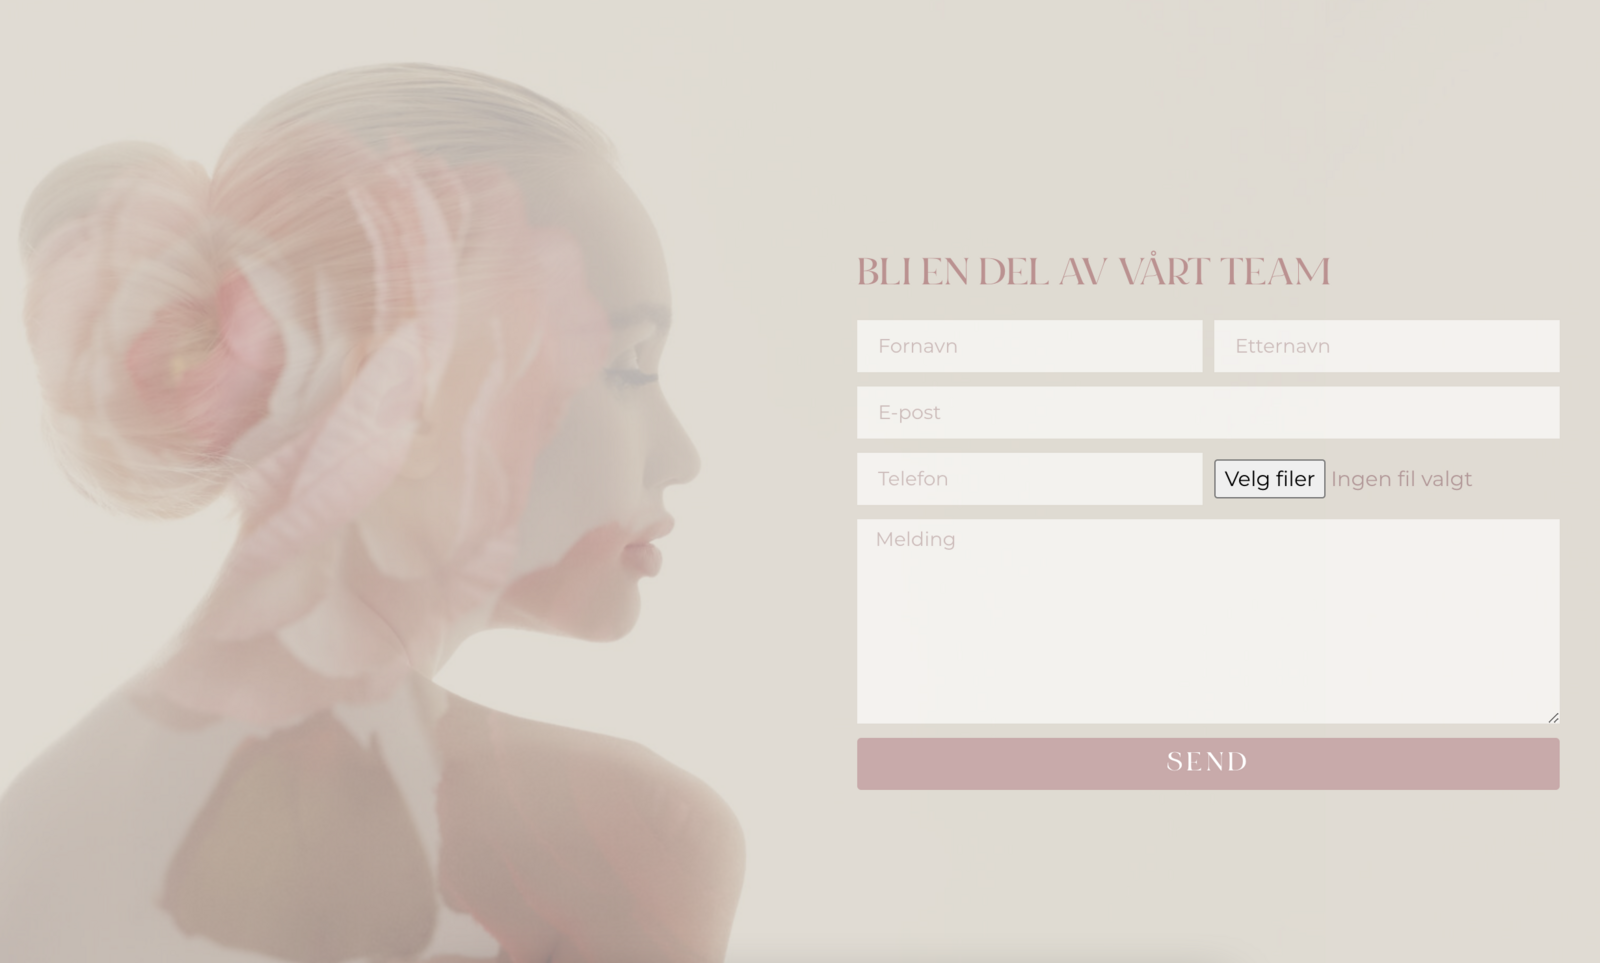 BLI EN DEL AV VÅRT TEAM
Fornavn Etternavn
E-post
Telefon Velg filer Ingen fil valgt
Melding
SEND